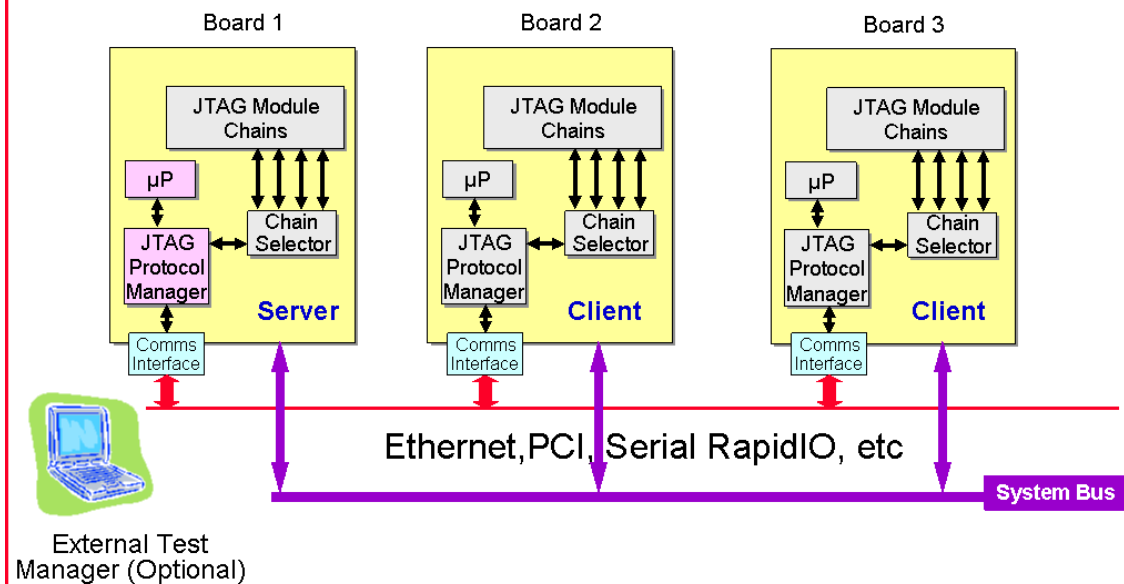 Board 1
Board 2
Board 3
JTAG Module
Chains
µP
Chain
Selector
JTAG
Protocol
Manager
Server
Comms
Interface
JTAG Module
Chains
µP
Chain
Selector
JTAG
Protocol
Manager
Client
Comms
Interface
JTAG Module
Chains
µP
Chain
Selector
JTAG
Protocol
Manager
Client
Comms
Interface
Ethernet,PCI, Serial RapidIO, etc
System Bus
External Test
Manager (Optional)